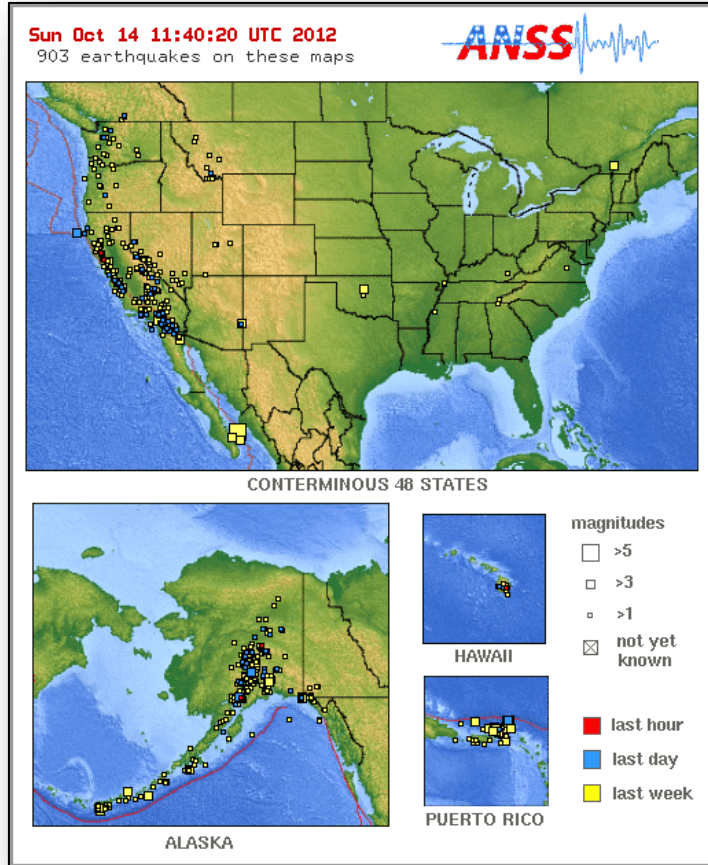 Sun Oct 14 11:40:20 UTC 2012
903 earthquakes on these maps
ANSS
CONTERMINOUS 48 STATES
magnitudes
>5
>3
>1
not yet
known
HAWAII
last hour
last day
last week
PUERTO RICO
ALASKA